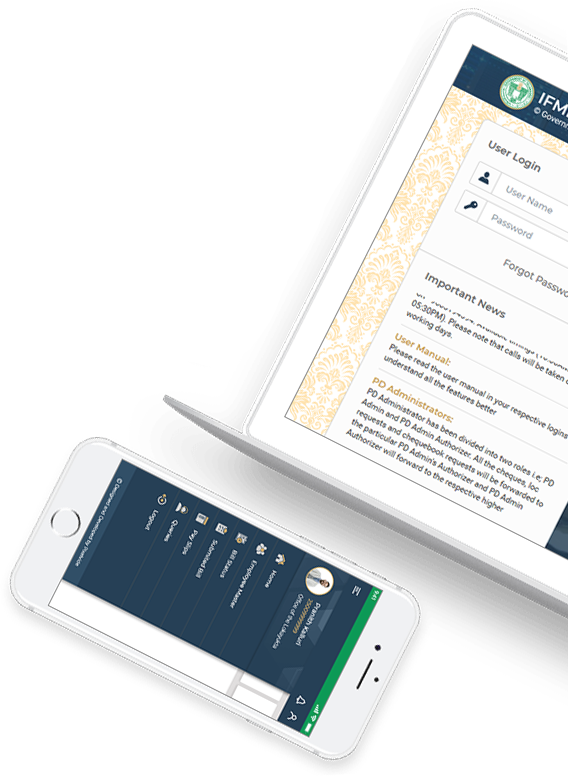 IFMI
© Governm
User Login
User Name
Password
Forgot Passwo
Important News
05:30PM). Please note that calls will be taken o
working days.
User Manual:
Please read the user manual in your respective logins
understand all the features better
PD Administrators:
PD Administrator has been divided into two roles i.e; PD
Admin and PD Admin Authorizer. All the cheques, loc
requests and chequebook requests will be forwarded to
the particular PD Admin's Authorizer and PD Admin
Authorizer will forward to the respective higher
9:41
Office of the Lokayukta
Home
Employee Master
Bill Status
Submitted Bill
Pay Slips
Queries
Logout
© Designed and Developed by